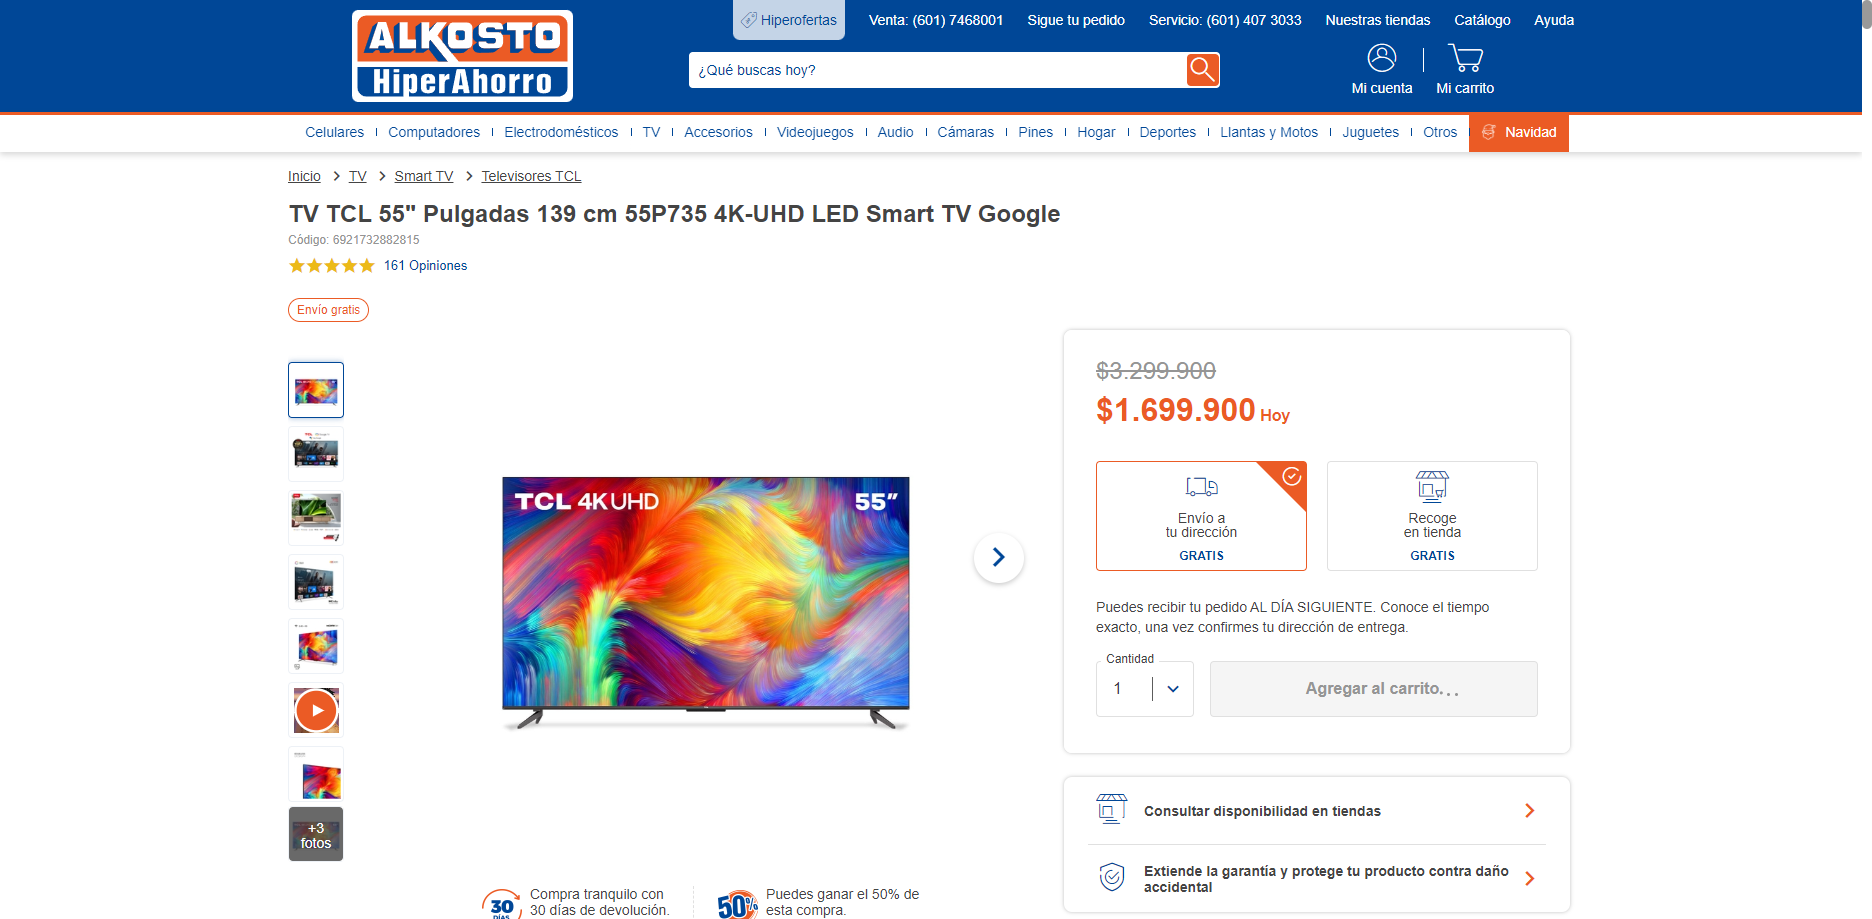 ALKOSTO
HiperAhorro
Hiperofertas
Venta: (601) 7468001
Sigue tu pedido
Servicio: (601) 407 3033
Nuestras tiendas
Catálogo
Ayuda
¿Qué buscas hoy?
Mi cuenta
Mi carrito
Celulares
Computadores
Electrodomésticos
TV
Accesorios
Videojuegos
Audio
Cámaras
Pines
Hogar
Deportes
Llantas y Motos
Juguetes
Otros
Navidad
Inicio > TV > Smart TV > Televisores TCL
TV TCL 55" Pulgadas 139 cm 55P735 4K-UHD LED Smart TV Google
Código: 6921732882815
161 Opiniones
Envío gratis
+3
fotos
TCL 4K UHD
55”
$3.299.900
$1.699.900 Hoy
Envío a
tu dirección
GRATIS
Recoge
en tienda
GRATIS
Puedes recibir tu pedido AL DÍA SIGUIENTE. Conoce el tiempo
exacto, una vez confirmes tu dirección de entrega.
Cantidad
1
Agregar al carrito...
Consultar disponibilidad en tiendas
Extiende la garantía y protege tu producto contra daño
accidental
30
DÍAS
Compra tranquilo con
30 días de devolución.
50%
Puedes ganar el 50% de
esta compra.